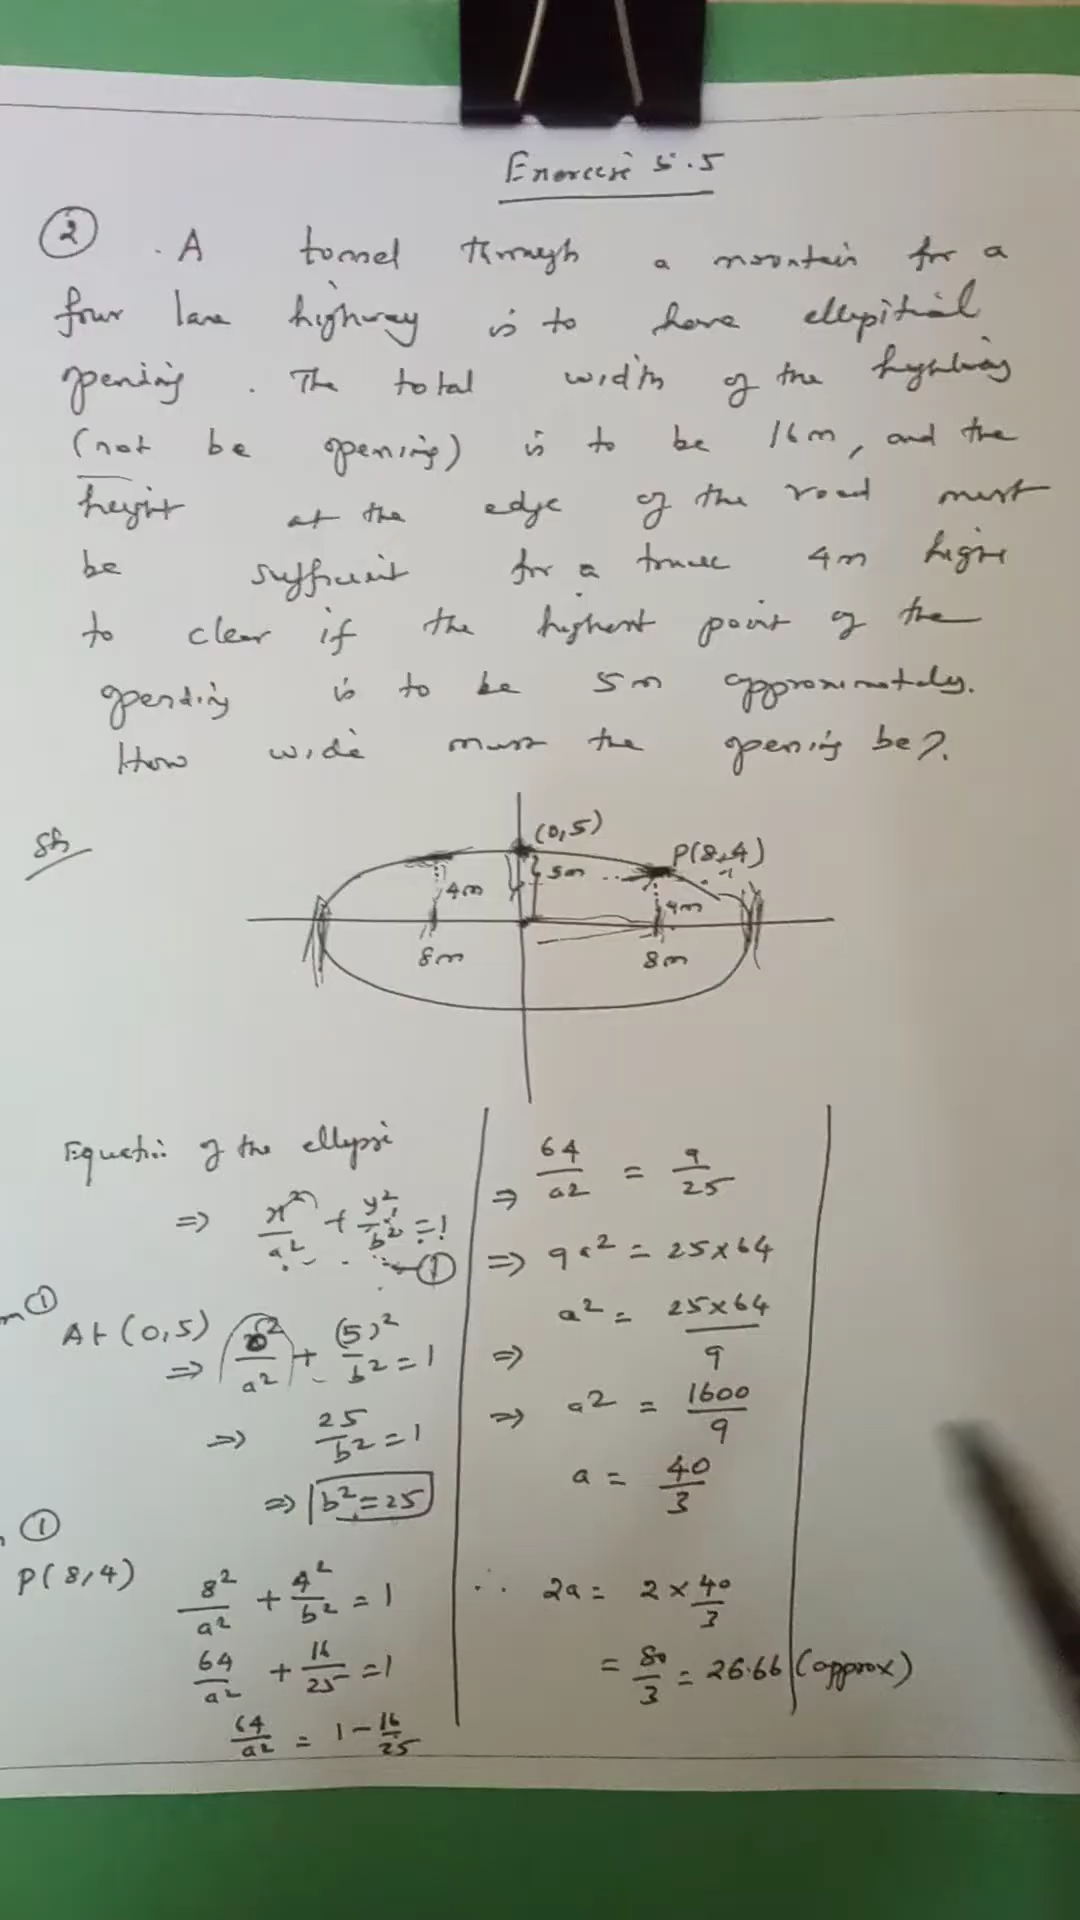 Exercise 5.5
② . A tunnel through a mountain for a
four lane highway is to have elliptical
opening . The total width of the highway
(not be opening) is to be 16m, and the
height at the edge of the road must
be sufficient for a truck 4m high
to clear if the highest point of the
opening is to be 5m approximately.
How wide must the opening be?
Sln
(0,5)
P(8,4)
5m
4m
4m
8m
8m
Equation of the ellipse
⇒ x²/a² + y²/b² = 1
①
①
At (0,5)
⇒ 0²/a² + (5)²/b² = 1
⇒ 25/b² = 1
⇒ b² = 25
①
P(8,4)
8²/a² + 4²/b² = 1
64/a² + 16/25 = 1
64/a² = 1 - 16/25
⇒ 64/a² = 9/25
⇒ 9a² = 25×64
⇒ a² = 25×64/9
⇒ a² = 1600/9
a = 40/3
∴ 2a = 2 × 40/3
= 80/3 = 26.66 (approx)